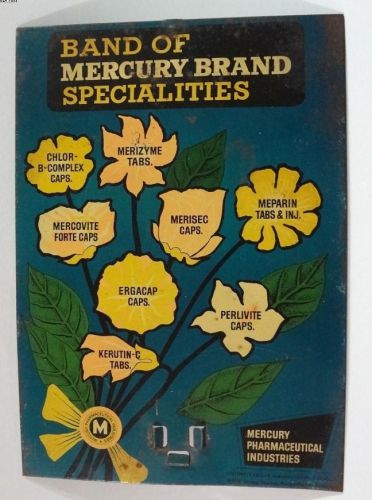 BAND OF
MERCURY BRAND
SPECIALITIES
CHLOR-
B-COMPLEX
CAPS.
MERIZYME
TABS.
MEPARIN
TABS & INJ.
MERCOVITE
FORTE CAPS
MERISEC
CAPS.
ERGACAP
CAPS.
PERLIVITE
CAPS.
KERUTIN-C
TABS.
M
MERCURY
PHARMACEUTICAL
INDUSTRIES